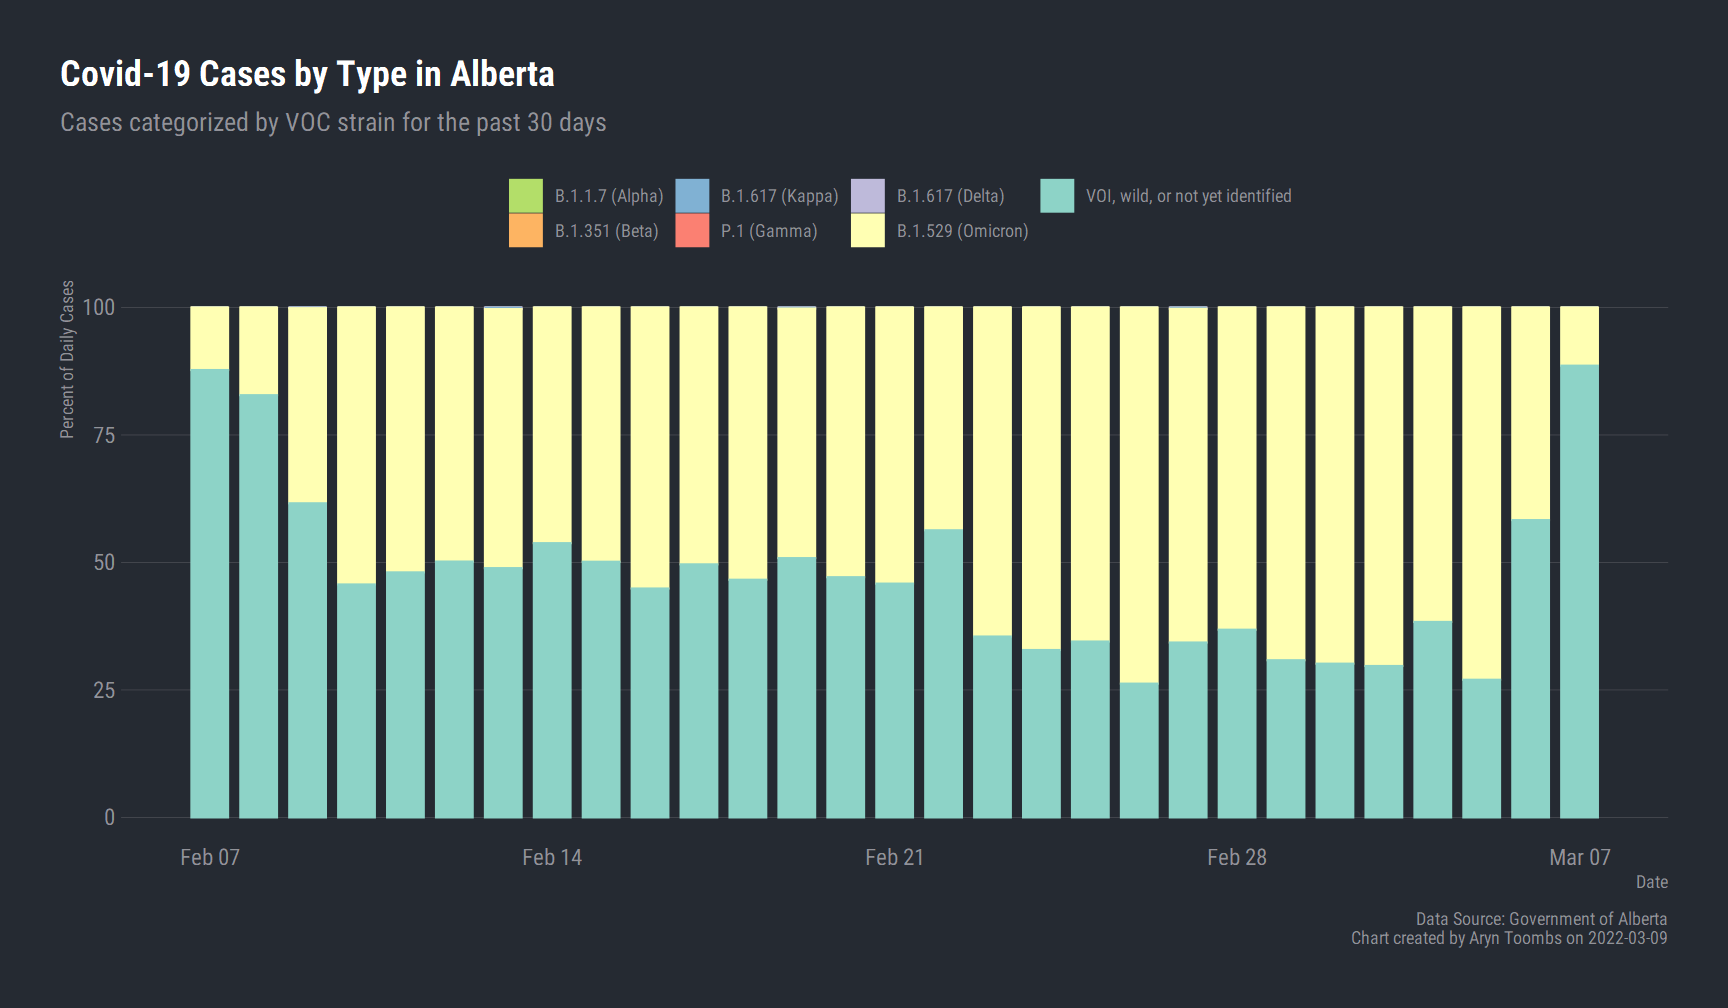 Covid-19 Cases by Type in Alberta
Cases categorized by VOC strain for the past 30 days
B.1.1.7 (Alpha) B.1.617 (Kappa) B.1.617 (Delta) VOI, wild, or not yet identified
B.1.351 (Beta) P.1 (Gamma) B.1.529 (Omicron)
Percent of Daily Cases
100
75
50
25
0
Feb 07 Feb 14 Feb 21 Feb 28 Mar 07
Date
Data Source: Government of Alberta
Chart created by Aryn Toombs on 2022-03-09